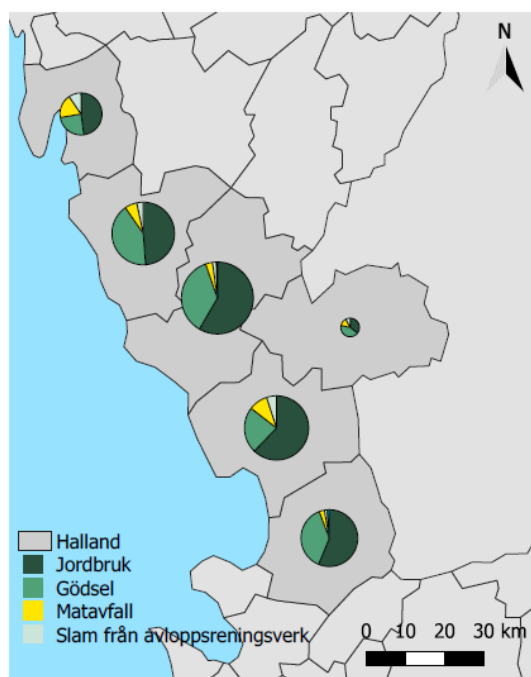 N
Halland
Jordbruk
Gödsel
Matavfall
Slam från avloppsreningsverk
0 10 20 30 km